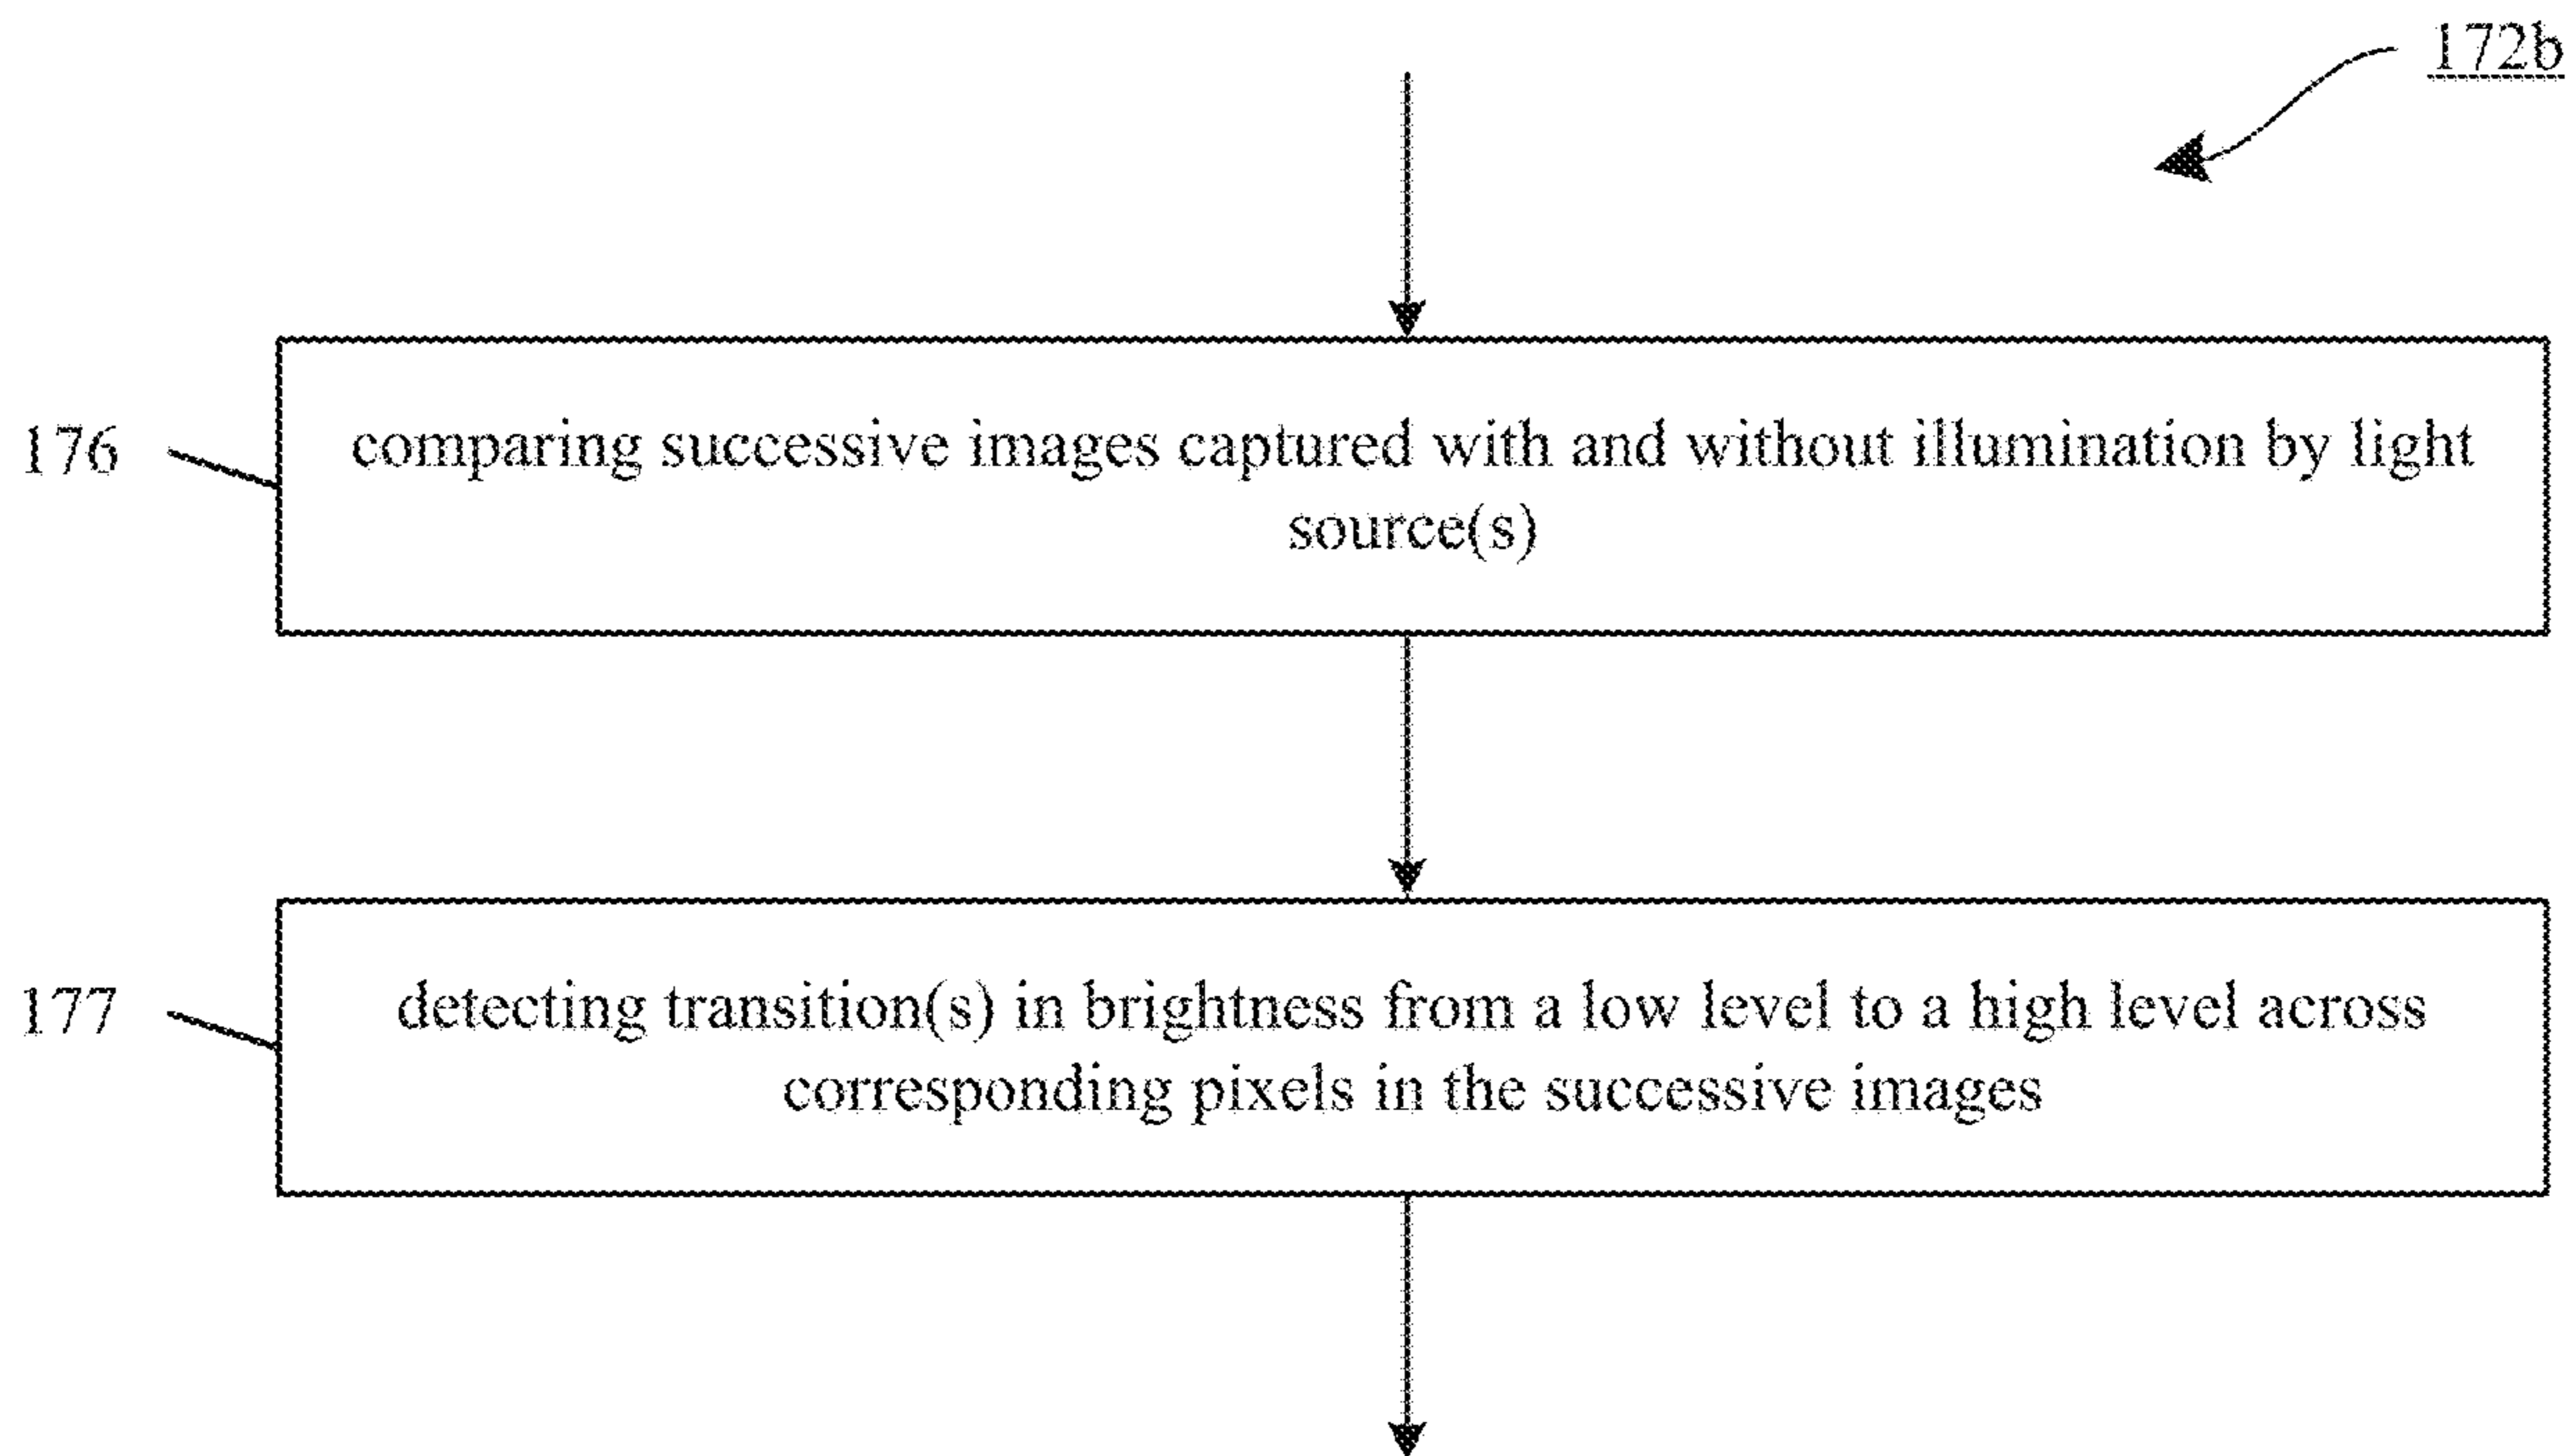 172b
176
comparing successive images captured with and without illumination by light
source(s)
177
detecting transition(s) in brightness from a low level to a high level across
corresponding pixels in the successive images